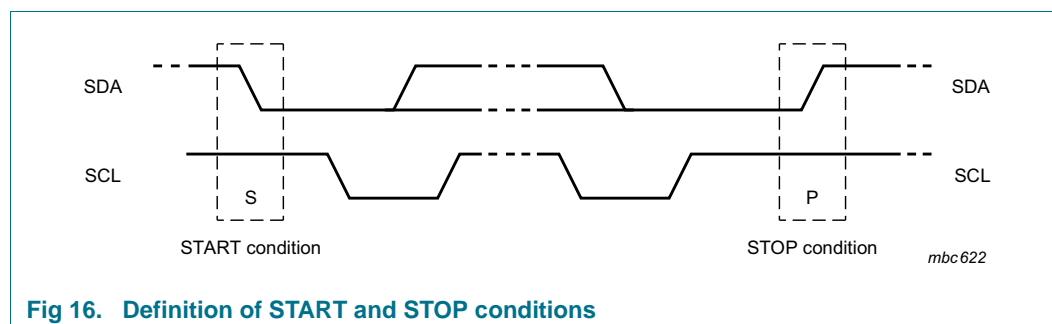 SDA SDA
SCL SCL
S P
START condition STOP condition
mbc622
Fig 16. Definition of START and STOP conditions